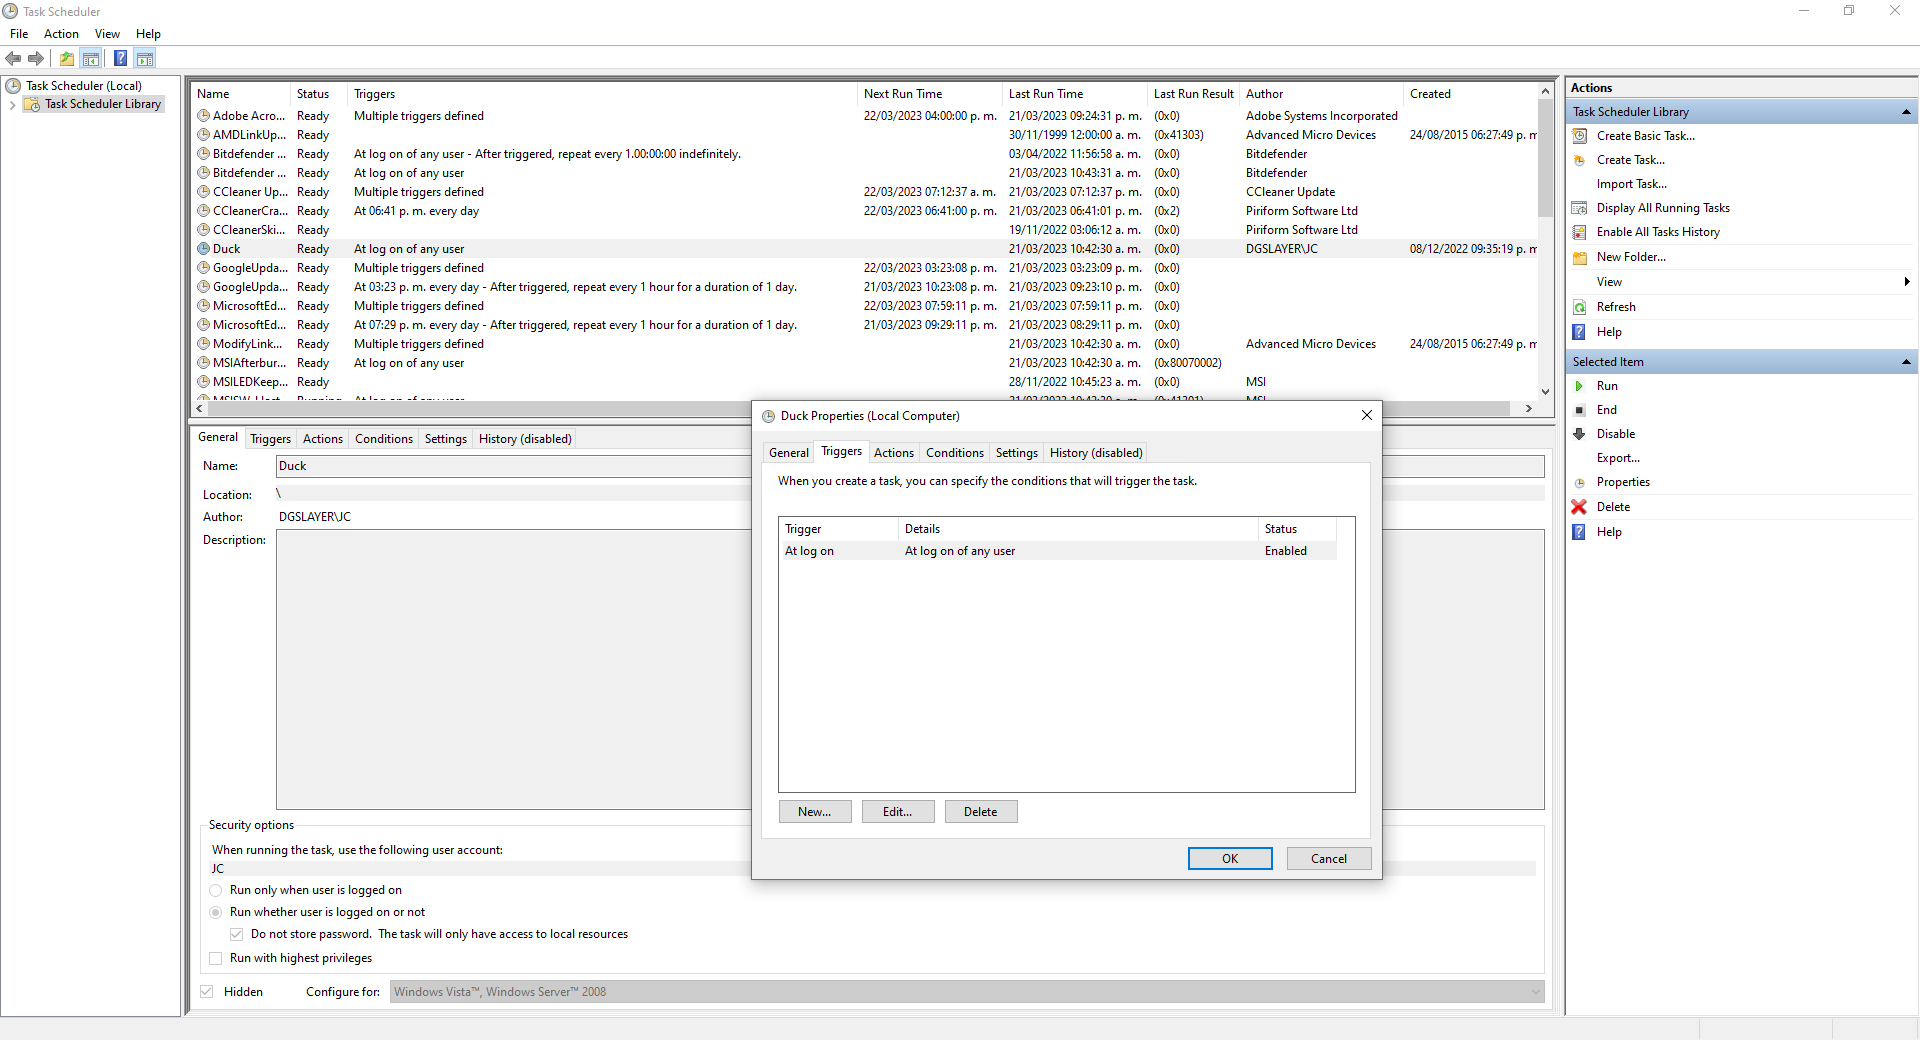 Task Scheduler
File Action View Help
Task Scheduler (Local)
Task Scheduler Library
Name Status Triggers Next Run Time Last Run Time Last Run Result Author Created
Adobe Acro... Ready Multiple triggers defined 22/03/2023 04:00:00 p. m. 21/03/2023 09:24:31 p. m. (0x0) Adobe Systems Incorporated
AMDLinkUp... Ready 30/11/1999 12:00:00 a. m. (0x41303) Advanced Micro Devices 24/08/2015 06:27:49 p. m
Bitdefender ... Ready At log on of any user - After triggered, repeat every 1.00:00:00 indefinitely. 03/04/2022 11:56:58 a. m. (0x0) Bitdefender
Bitdefender ... Ready At log on of any user 21/03/2023 10:43:31 a. m. (0x0) Bitdefender
CCleaner Up... Ready Multiple triggers defined 22/03/2023 07:12:37 a. m. 21/03/2023 07:12:37 p. m. (0x0) CCleaner Update
CCleanerCra... Ready At 06:41 p. m. every day 22/03/2023 06:41:00 p. m. 21/03/2023 06:41:01 p. m. (0x2) Piriform Software Ltd
CCleanerSki... Ready 19/11/2022 03:06:12 a. m. (0x0) Piriform Software Ltd
Duck Ready At log on of any user 21/03/2023 10:42:30 a. m. (0x0) DGSLAYER\JC 08/12/2022 09:35:19 p. m
GoogleUpda... Ready Multiple triggers defined 22/03/2023 03:23:08 p. m. 21/03/2023 03:23:09 p. m. (0x0)
GoogleUpda... Ready At 03:23 p. m. every day - After triggered, repeat every 1 hour for a duration of 1 day. 21/03/2023 10:23:08 p. m. 21/03/2023 09:23:10 p. m. (0x0)
MicrosoftEd... Ready Multiple triggers defined 22/03/2023 07:59:11 p. m. 21/03/2023 07:59:11 p. m. (0x0)
MicrosoftEd... Ready At 07:29 p. m. every day - After triggered, repeat every 1 hour for a duration of 1 day. 21/03/2023 09:29:11 p. m. 21/03/2023 08:29:11 p. m. (0x0)
ModifyLink... Ready Multiple triggers defined 21/03/2023 10:42:30 a. m. (0x0) Advanced Micro Devices 24/08/2015 06:27:49 p. m
MSIAfterbur... Ready At log on of any user 21/03/2023 10:42:30 a. m. (0x80070002)
MSILEDKeep... Ready 28/11/2022 10:45:23 a. m. (0x0) MSI
MSISW_Host Running At log on of any user 21/03/2023 10:42:30 a. m. (0x41301) MSI
General Triggers Actions Conditions Settings History (disabled)
Name: Duck
Location: \
Author: DGSLAYER\JC
Description:
Security options
When running the task, use the following user account:
JC
Run only when user is logged on
Run whether user is logged on or not
Do not store password. The task will only have access to local resources
Run with highest privileges
Hidden Configure for: Windows Vista™, Windows Server™ 2008
Duck Properties (Local Computer)
General Triggers Actions Conditions Settings History (disabled)
When you create a task, you can specify the conditions that will trigger the task.
Trigger Details Status
At log on At log on of any user Enabled
New... Edit... Delete
OK Cancel
Actions
Task Scheduler Library
Create Basic Task...
Create Task...
Import Task...
Display All Running Tasks
Enable All Tasks History
New Folder...
View
Refresh
Help
Selected Item
Run
End
Disable
Export...
Properties
Delete
Help